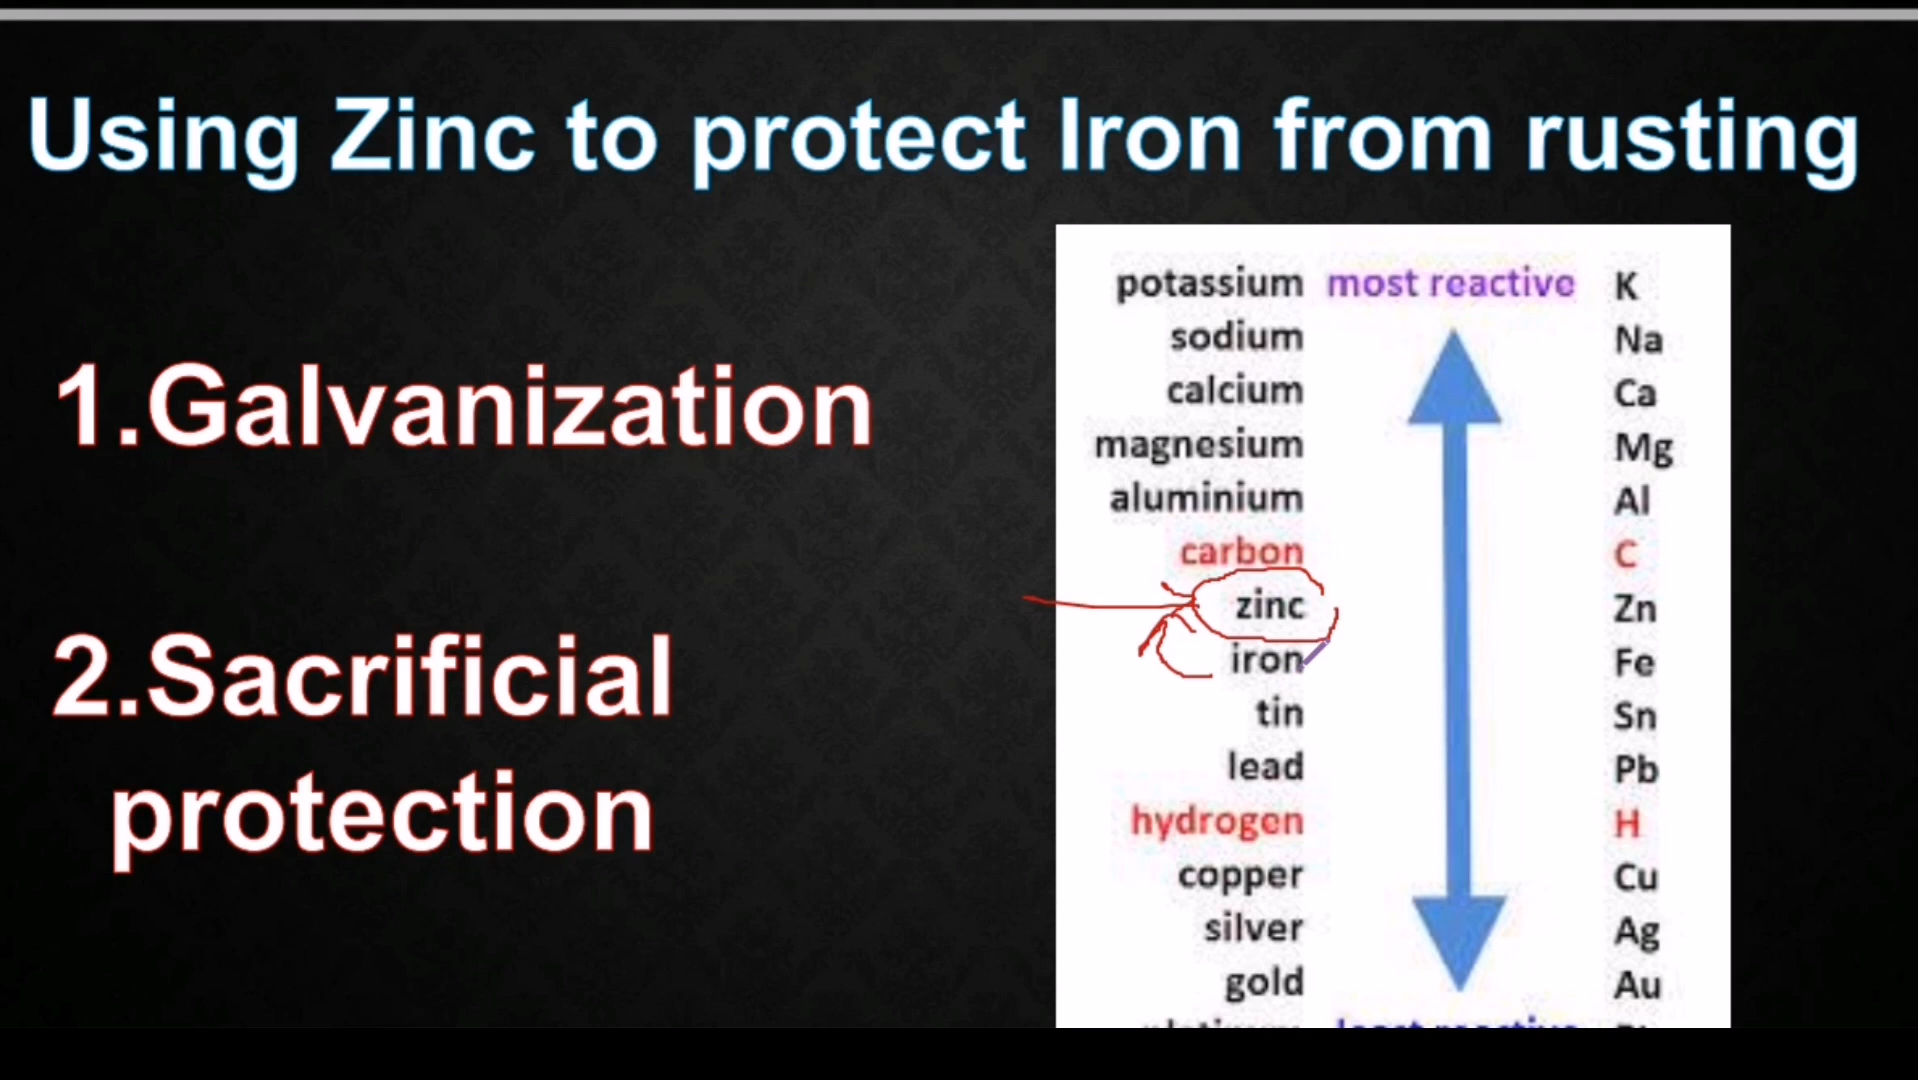 Using Zinc to protect Iron from rusting
1.Galvanization
2.Sacrificial
protection
potassium most reactive K
sodium Na
calcium Ca
magnesium Mg
aluminium Al
carbon C
zinc Zn
iron Fe
tin Sn
lead Pb
hydrogen H
copper Cu
silver Ag
gold Au